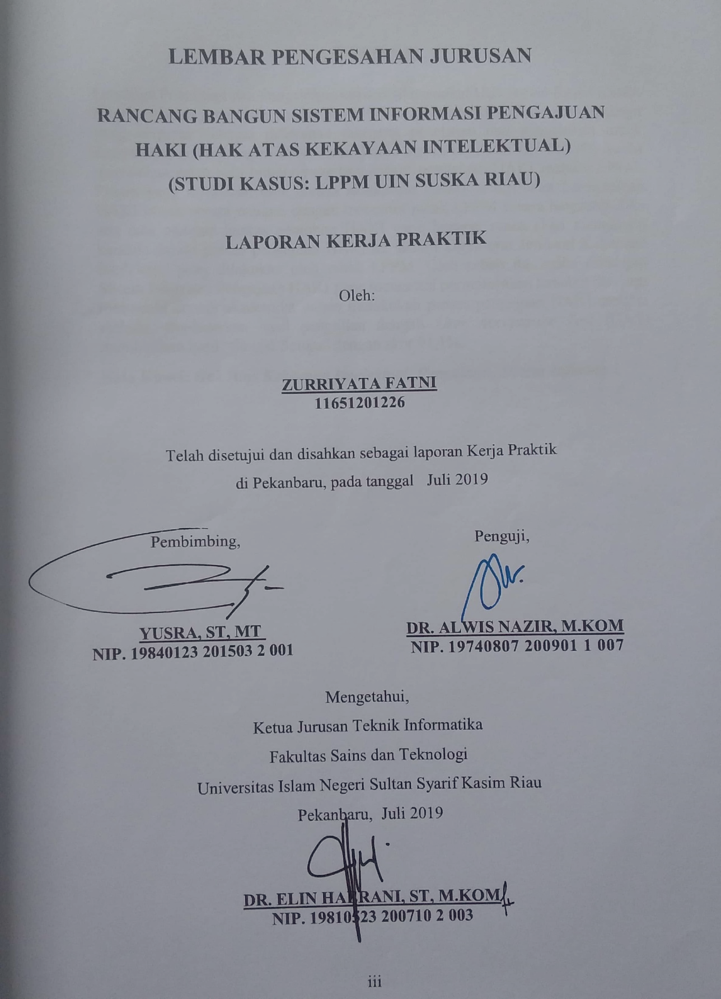 LEMBAR PENGESAHAN JURUSAN
RANCANG BANGUN SISTEM INFORMASI PENGAJUAN
HAKI (HAK ATAS KEKAYAAN INTELEKTUAL)
(STUDI KASUS: LPPM UIN SUSKA RIAU)
LAPORAN KERJA PRAKTIK
Oleh:
ZURRIYATA FATNI
11651201226
Telah disetujui dan disahkan sebagai laporan Kerja Praktik
di Pekanbaru, pada tanggal Juli 2019
Pembimbing,
YUSRA, ST, MT
NIP. 19840123 201503 2 001
Penguji,
DR. ALWIS NAZIR, M.KOM
NIP. 19740807 200901 1 007
Mengetahui,
Ketua Jurusan Teknik Informatika
Fakultas Sains dan Teknologi
Universitas Islam Negeri Sultan Syarif Kasim Riau
Pekanbaru, Juli 2019
DR. ELIN HAERANI, ST, M.KOM
NIP. 19810523 200710 2 003
iii